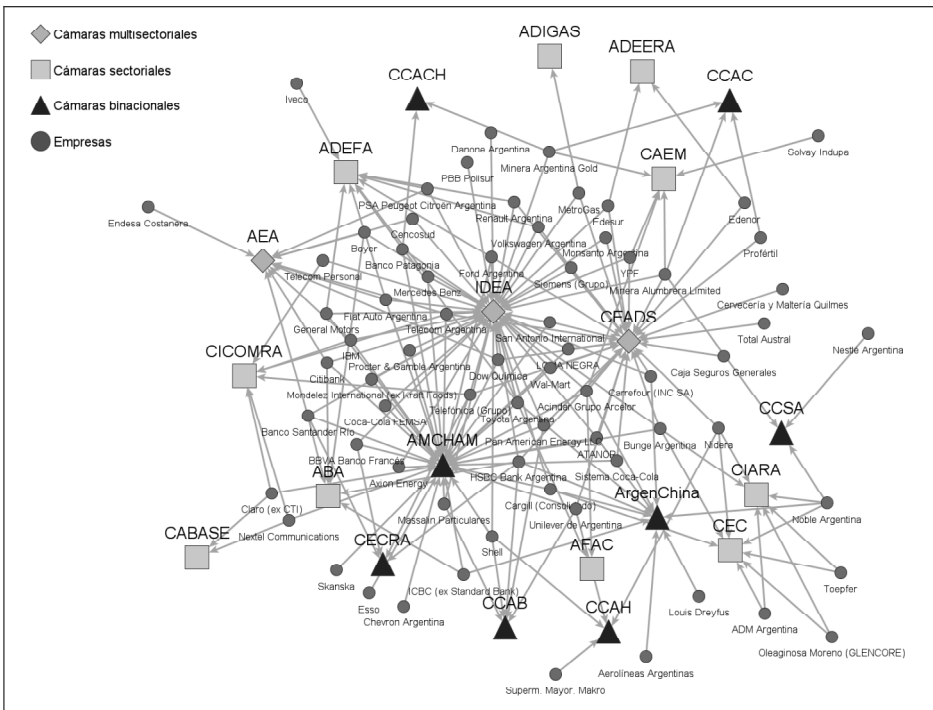 Cámaras multisectoriales
Cámaras sectoriales
Cámaras binacionales
Empresas
ADIGAS
ADEERA
CCACH
CCAC
Iveco
Danone Argentina
Minera Argentina Gold
Solvay Indupa
ADEFA
PBB Polisur
CAEM
PSA Peugeot Citroën Argentina
Renault Argentina
MetroGas
Edesur
Edenor
Endesa Costanera
Cencosud
AEA
Bayer
Volkswagen Argentina
Monsanto Argentina
Profértil
Banco Patagonia
Telecom Personal
Ford Argentina
Siemens (Grupo)
YPF
Minera Alumbrera Limited
Mercedes Benz
IDEA
Cervecería y Maltería Quilmes
Fiat Auto Argentina
CEADS
General Motors
Telecom Argentina
San Antonio International
Total Austral
Nestlé Argentina
CICOMRA
IBM
Procter & Gamble Argentina
LOMA NEGRA
Caja Seguros Generales
Citibank
Dow Química
Wal-Mart
Carrefour (INC SA)
Mondelez International (ex Kraft Foods)
Telefónica (Grupo)
Acindar Grupo Arcelor
CCSA
Coca-Cola FEMSA
Toyota Argentina
Banco Santander Río
AMCHAM
Pan American Energy LLC
Bunge Argentina
Nidera
BBVA Banco Francés
ATANOR
ABA
Axion Energy
HSBC Bank Argentina
Sistema Coca-Cola
CIARA
ArgenChina
Claro (ex CTI)
Massalin Particulares
Cargill (Consolidado)
Noble Argentina
Nextel Communications
Unilever de Argentina
CABASE
CECRA
Shell
AFAC
CEC
Skanska
ICBC (ex Standard Bank)
Toepfer
Esso
Chevron Argentina
CCAB
CCAH
Louis Dreyfus
ADM Argentina
Oleaginosa Moreno (GLENCORE)
Aerolíneas Argentinas
Superm. Mayor. Makro